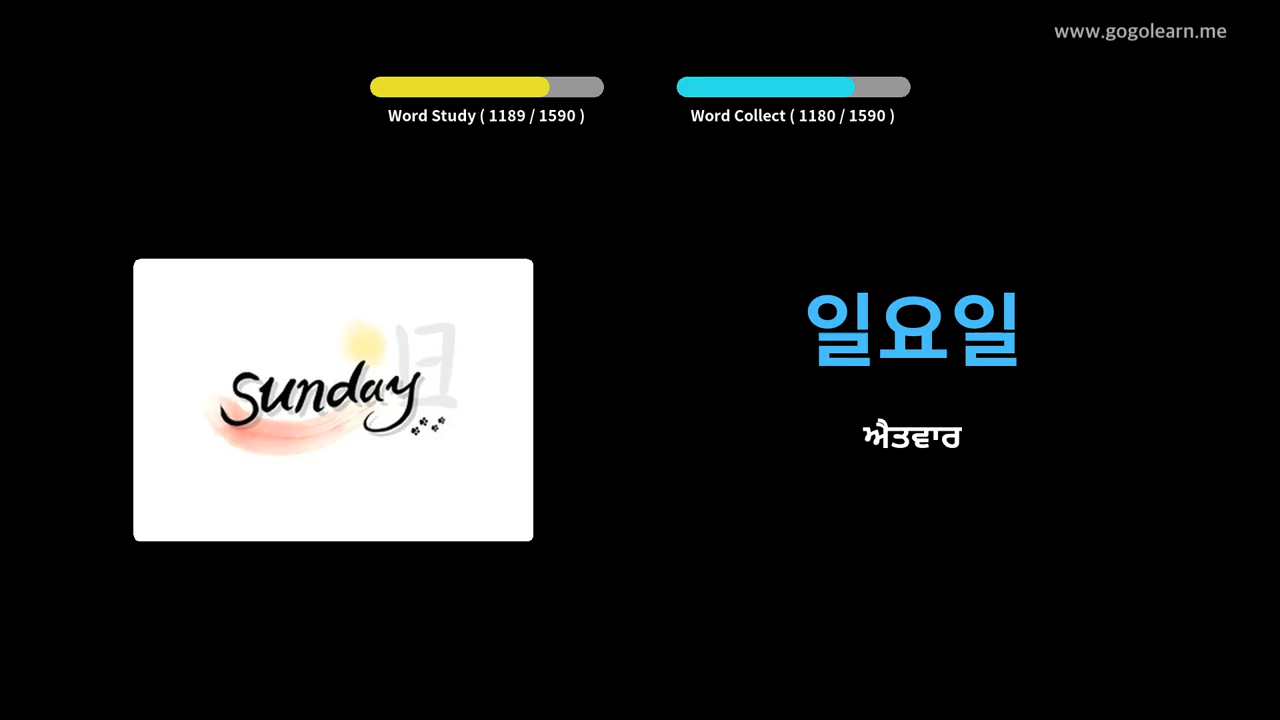 www.gogolearn.me
Word Study ( 1189 / 1590 )
Word Collect ( 1180 / 1590 )
Sunday
일요일
ਐਤਵਾਰ